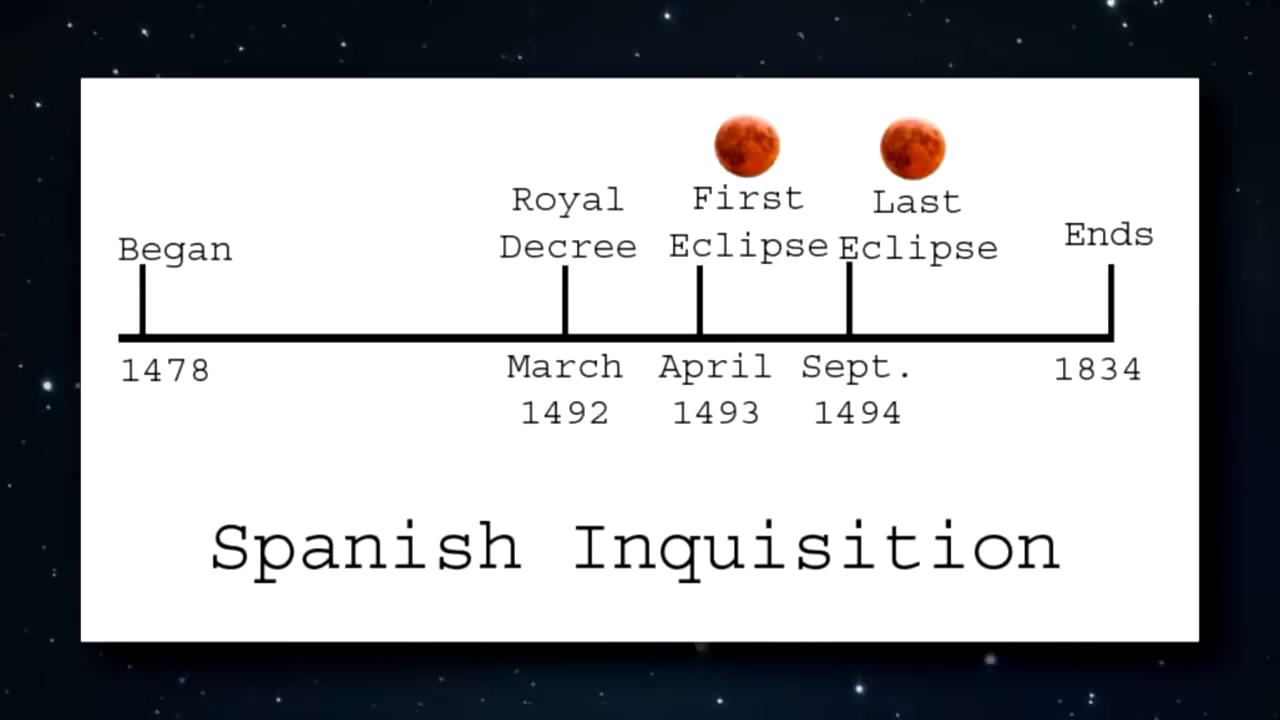 Began
Royal
Decree
First
Eclipse
Last
Eclipse
Ends
1478
March
1492
April
1493
Sept.
1494
1834
Spanish Inquisition